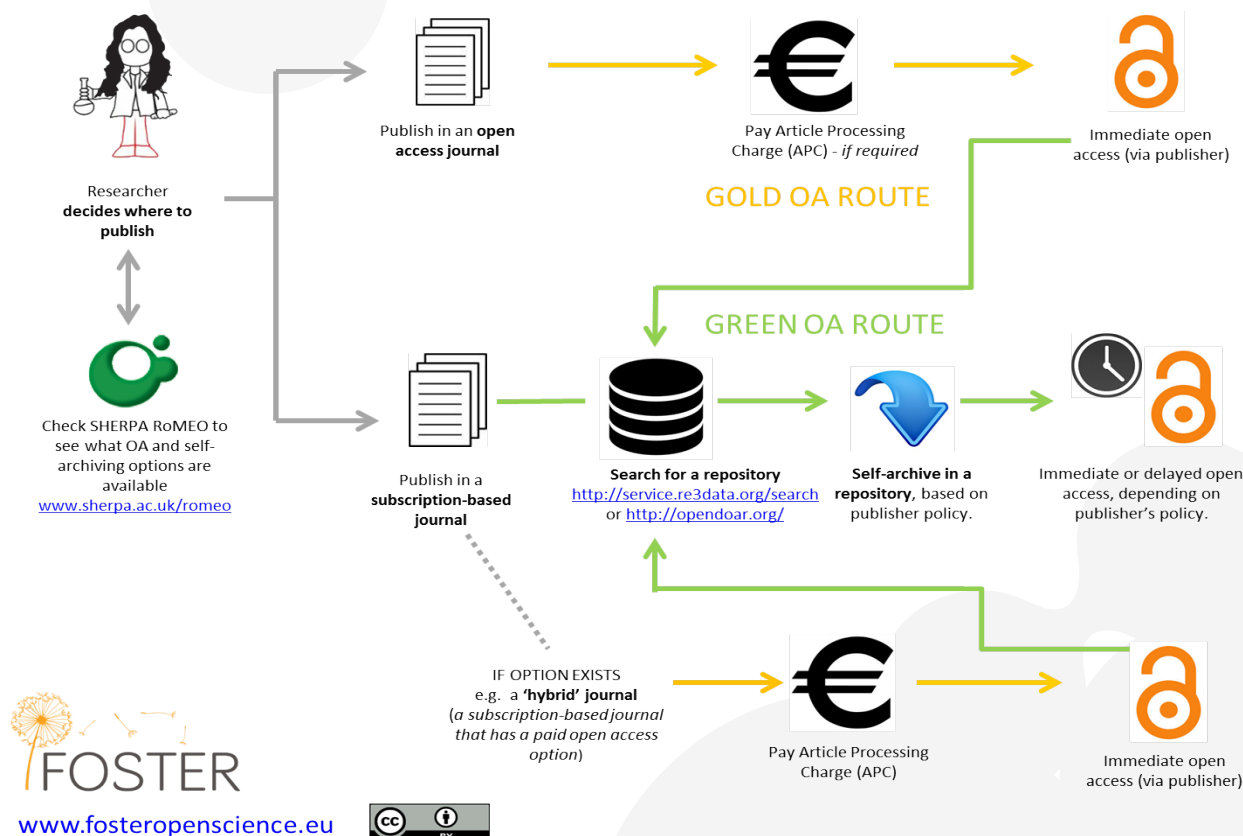 Researcher
decides where to
publish
Check SHERPA RoMEO to
see what OA and self-
archiving options are
available
www.sherpa.ac.uk/romeo
Publish in an open
access journal
Pay Article Processing
Charge (APC) - if required
Immediate open
access (via publisher)
GOLD OA ROUTE
GREEN OA ROUTE
Publish in a
subscription-based
journal
Search for a repository
http://service.re3data.org/search
or http://opendoar.org/
Self-archive in a
repository, based on
publisher policy.
Immediate or delayed open
access, depending on
publisher's policy.
IF OPTION EXISTS
e.g. a ‘hybrid’ journal
(a subscription-based journal
that has a paid open access
option)
Pay Article Processing
Charge (APC)
Immediate open
access (via publisher)
FOSTER
www.fosteropenscience.eu
cc
BY